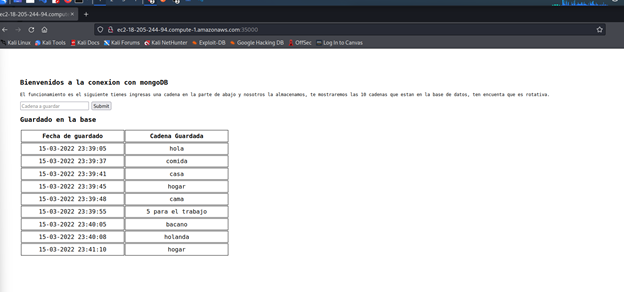 ec2-18-205-244-94.compute-
ec2-18-205-244-94.compute-1.amazonaws.com:35000
Kali Linux Kali Tools Kali Docs Kali Forums Kali NetHunter Exploit-DB Google Hacking DB OffSec Log In to Canvas
Bienvenidos a la conexion con mongoDB
El funcionamiento es el siguiente tienes ingresas una cadena en la parte de abajo y nosotros la almacenamos, te mostraremos las 10 cadenas que estan en la base de datos, ten encuenta que es rotativa.
Cadena a guardar Submit
Guardado en la base
Fecha de guardado Cadena Guardada
15-03-2022 23:39:05 hola
15-03-2022 23:39:37 comida
15-03-2022 23:39:41 casa
15-03-2022 23:39:45 hogar
15-03-2022 23:39:48 cama
15-03-2022 23:39:55 5 para el trabajo
15-03-2022 23:40:05 bacano
15-03-2022 23:40:08 holanda
15-03-2022 23:41:10 hogar